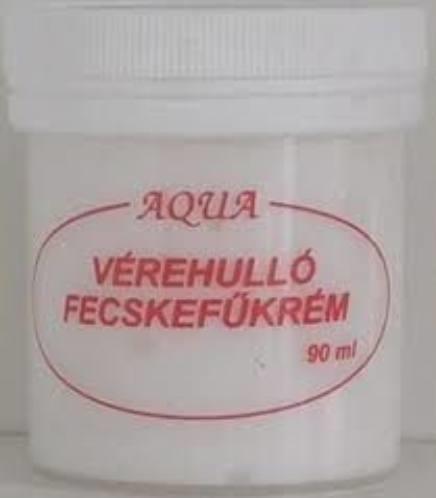 AQUA
VÉREHULLÓ
FECSKEFŰKRÉM
90 ml